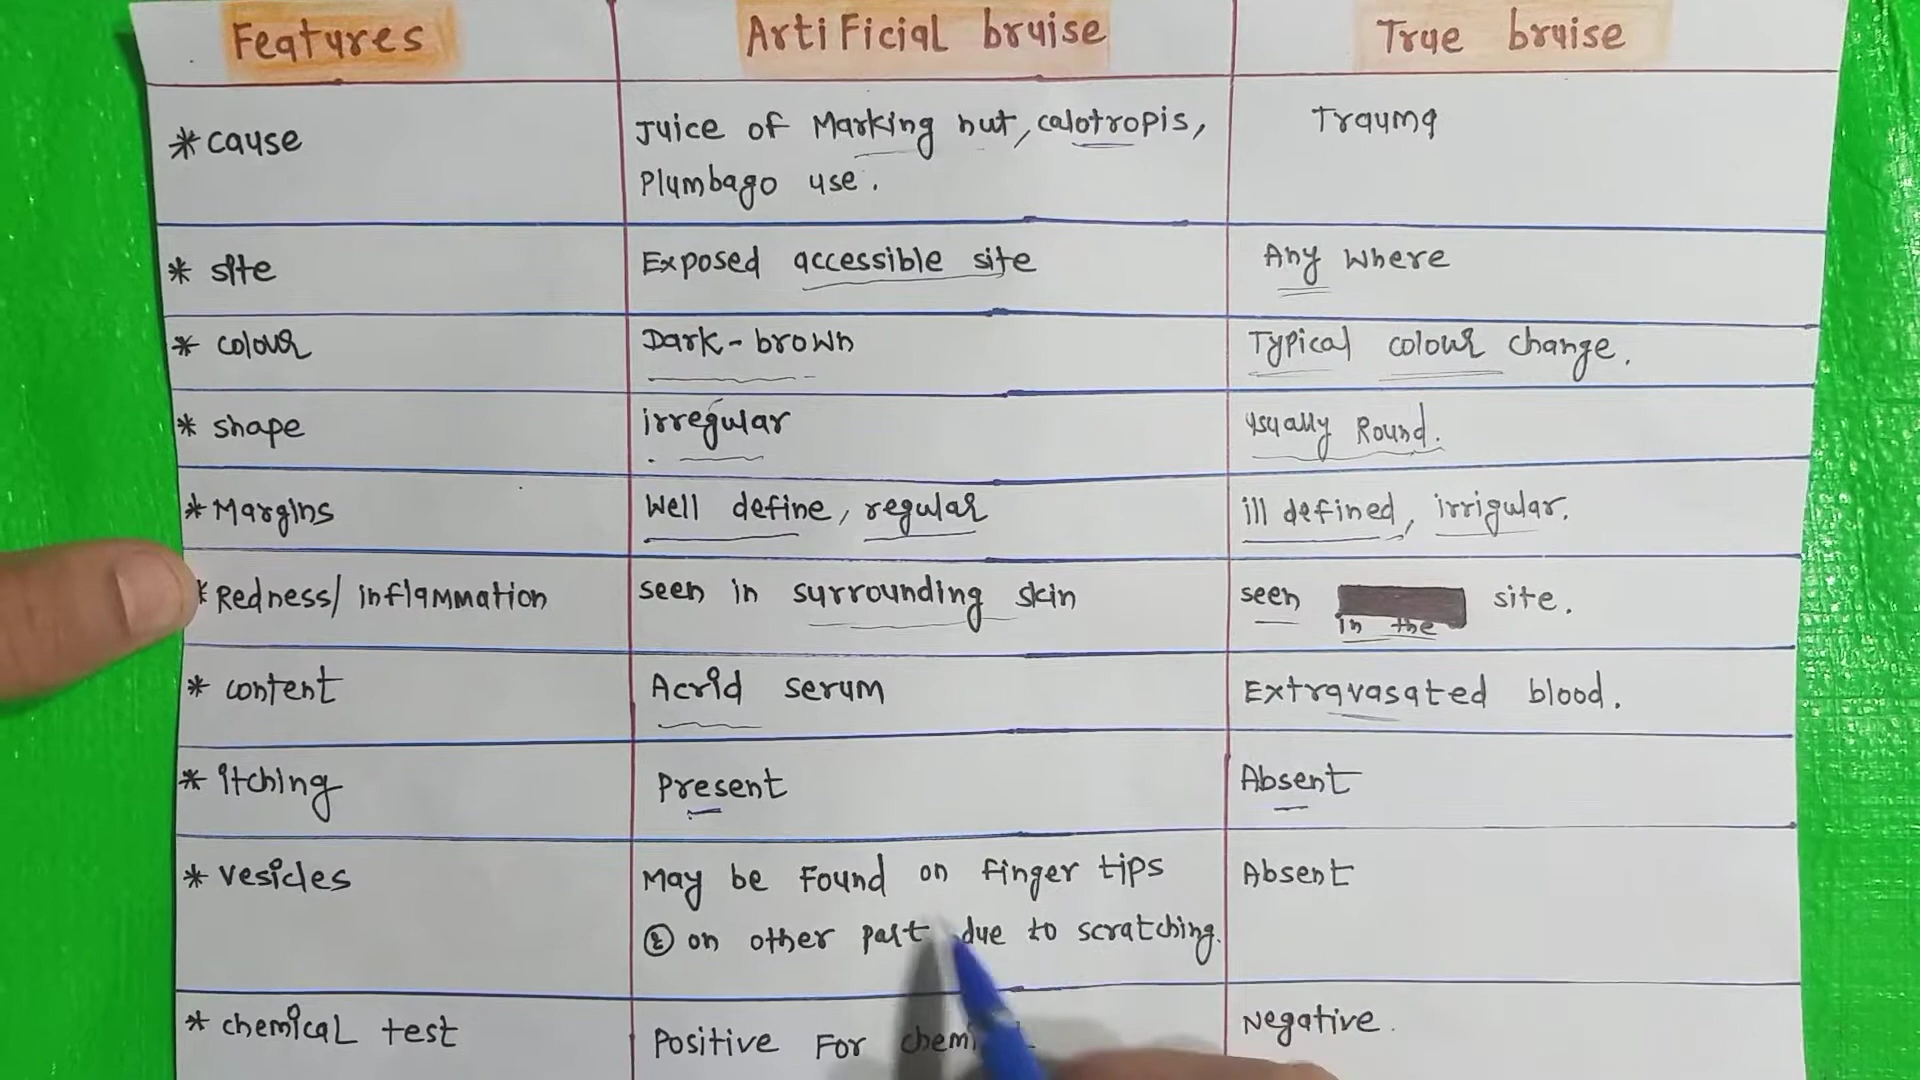 Features Artificial bruise True bruise
* cause Juice of Marking nut, calotropis, Trauma
Plumbago use.
* site Exposed accessible site Any where
* colour Dark-brown Typical colour change.
* shape irregular usually Round.
* Margins Well define, regular ill defined, irrigular.
* Redness/ inflammation seen in surrounding skin seen in the site.
* content Acrid serum Extravasated blood.
* itching Present Absent
* vesicles May be found on finger tips Absent
& on other part due to scratching.
* chemical test Positive For Negative.